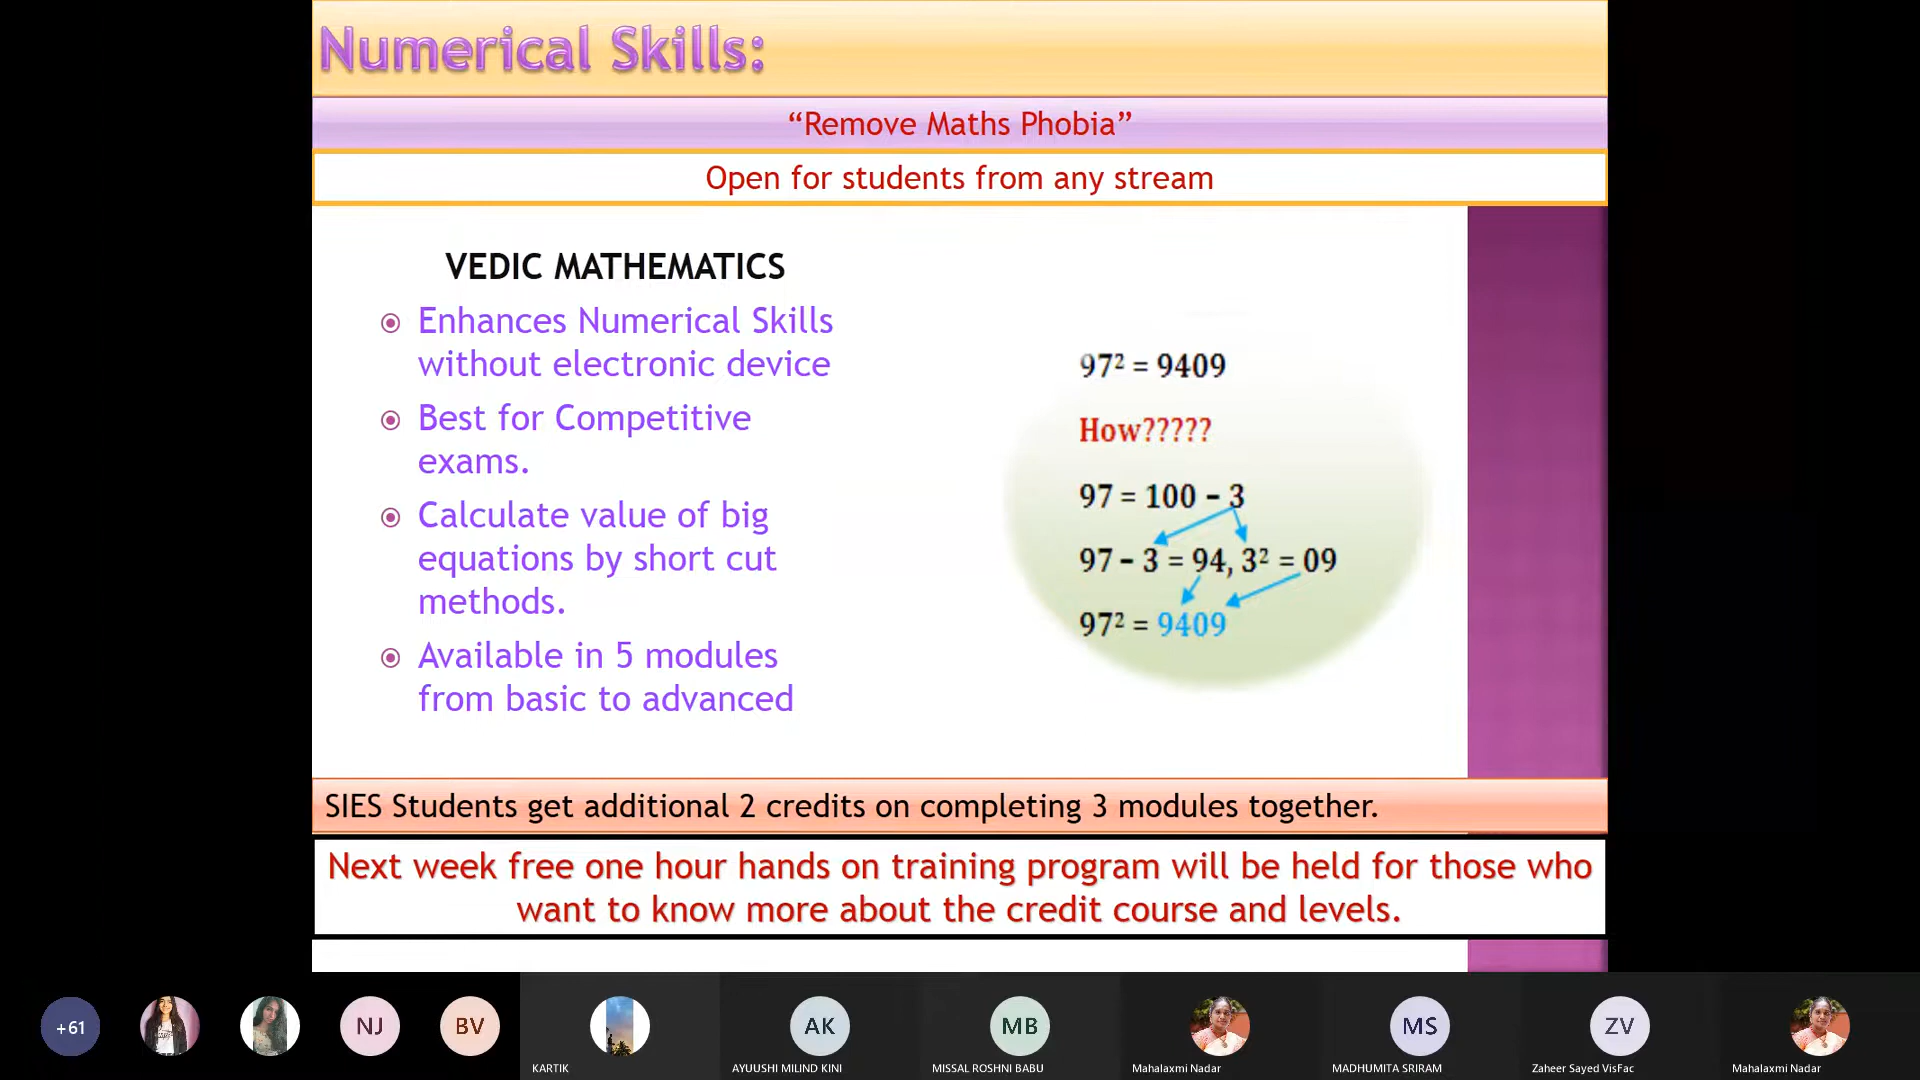 Numerical Skills:
“Remove Maths Phobia”
Open for students from any stream
VEDIC MATHEMATICS
Enhances Numerical Skills
without electronic device
Best for Competitive
exams.
Calculate value of big
equations by short cut
methods.
Available in 5 modules
from basic to advanced
97² = 9409
How?????
97 = 100 – 3
97 – 3 = 94, 3² = 09
97² = 9409
SIES Students get additional 2 credits on completing 3 modules together.
Next week free one hour hands on training program will be held for those who
want to know more about the credit course and levels.
+61
NJ
BV
KARTIK
AK
AYUUSHI MILIND KINI
MB
MISSAL ROSHNI BABU
Mahalaxmi Nadar
MS
MADHUMITA SRIRAM
ZV
Zaheer Sayed VisFac
Mahalaxmi Nadar